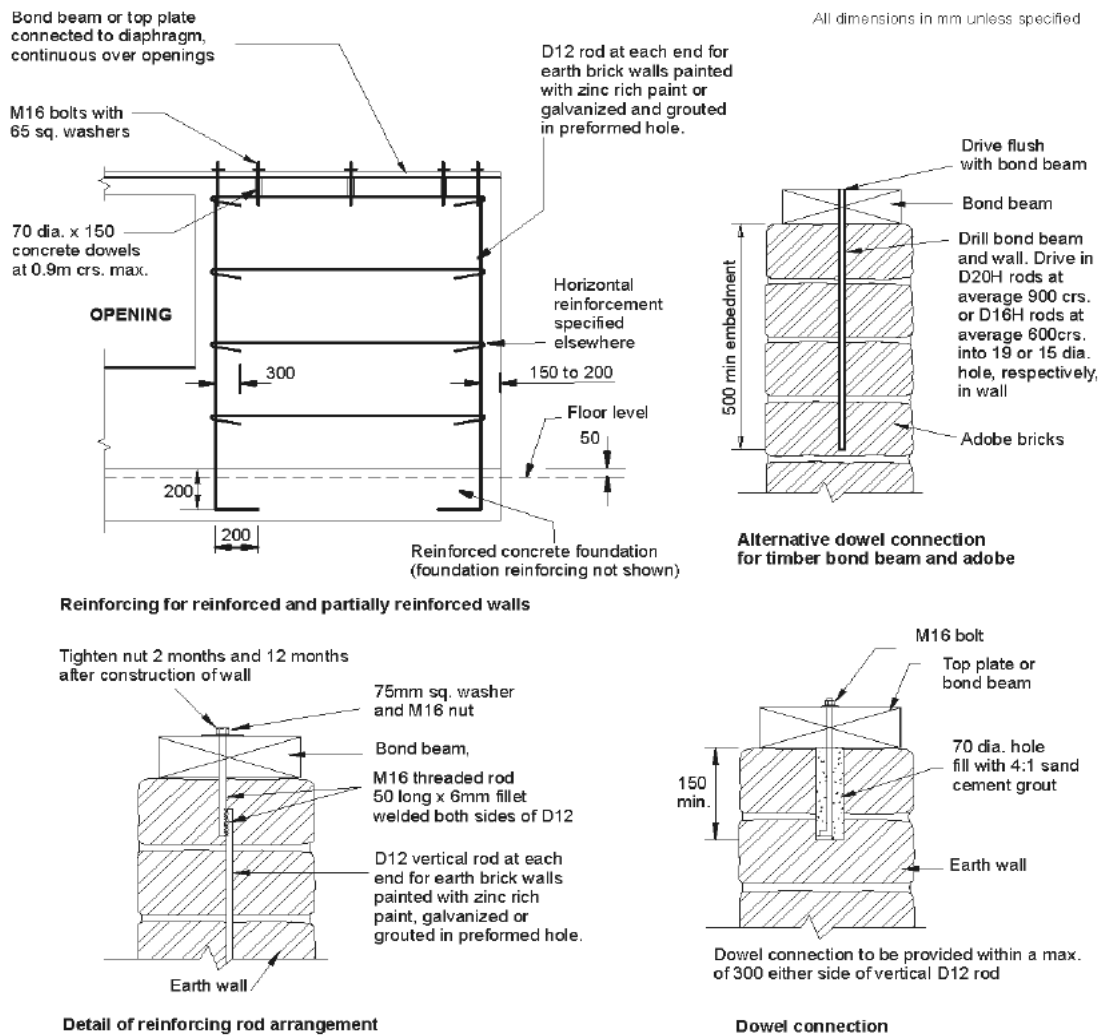 All dimensions in mm unless specified
Bond beam or top plate
connected to diaphragm,
continuous over openings
M16 bolts with
65 sq. washers
D12 rod at each end for
earth brick walls painted
with zinc rich paint or
galvanized and grouted
in preformed hole.
70 dia. x 150
concrete dowels
at 0.9m crs. max.
OPENING
Horizontal
reinforcement
specified
elsewhere
300
150 to 200
Floor level
50
200
200
Reinforced concrete foundation
(foundation reinforcing not shown)
Reinforcing for reinforced and partially reinforced walls
Drive flush
with bond beam
Bond beam
Drill bond beam
and wall. Drive in
D20H rods at
average 900 crs.
or D16H rods at
average 600crs.
into 19 or 15 dia.
hole, respectively,
in wall
500 min embedment
Adobe bricks
Alternative dowel connection
for timber bond beam and adobe
Tighten nut 2 months and 12 months
after construction of wall
75mm sq. washer
and M16 nut
Bond beam,
M16 threaded rod
50 long x 6mm fillet
welded both sides of D12
D12 vertical rod at each
end for earth brick walls
painted with zinc rich
paint, galvanized or
grouted in preformed hole.
Earth wall
Detail of reinforcing rod arrangement
M16 bolt
Top plate or
bond beam
70 dia. hole
fill with 4:1 sand
cement grout
150
min.
Earth wall
Dowel connection to be provided within a max.
of 300 either side of vertical D12 rod
Dowel connection